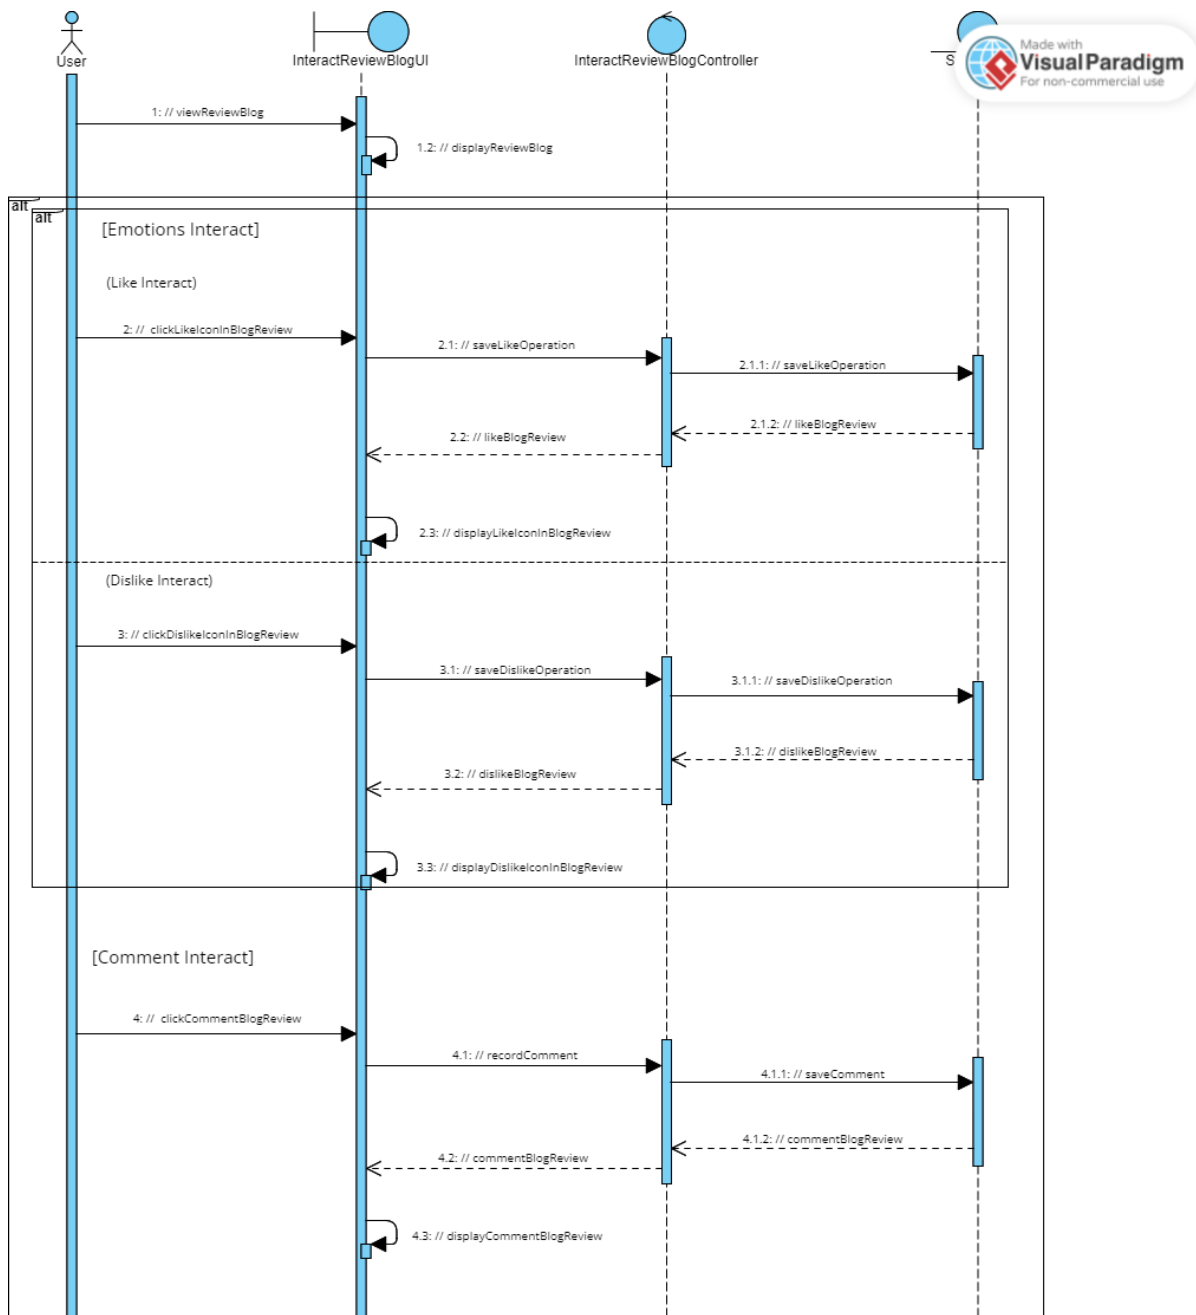 User
InteractReviewBlogUI
InteractReviewBlogController
Made with
Visual Paradigm
For non-commercial use
1: // viewReviewBlog
1.2: // displayReviewBlog
alt
alt
[Emotions Interact]
(Like Interact)
2: // clickLikeIconInBlogReview
2.1: // saveLikeOperation
2.1.1: // saveLikeOperation
2.1.2: // likeBlogReview
2.2: // likeBlogReview
2.3: // displayLikeIconInBlogReview
(Dislike Interact)
3: // clickDislikeIconInBlogReview
3.1: // saveDislikeOperation
3.1.1: // saveDislikeOperation
3.1.2: // dislikeBlogReview
3.2: // dislikeBlogReview
3.3: // displayDislikeIconInBlogReview
[Comment Interact]
4: // clickCommentBlogReview
4.1: // recordComment
4.1.1: // saveComment
4.1.2: // commentBlogReview
4.2: // commentBlogReview
4.3: // displayCommentBlogReview